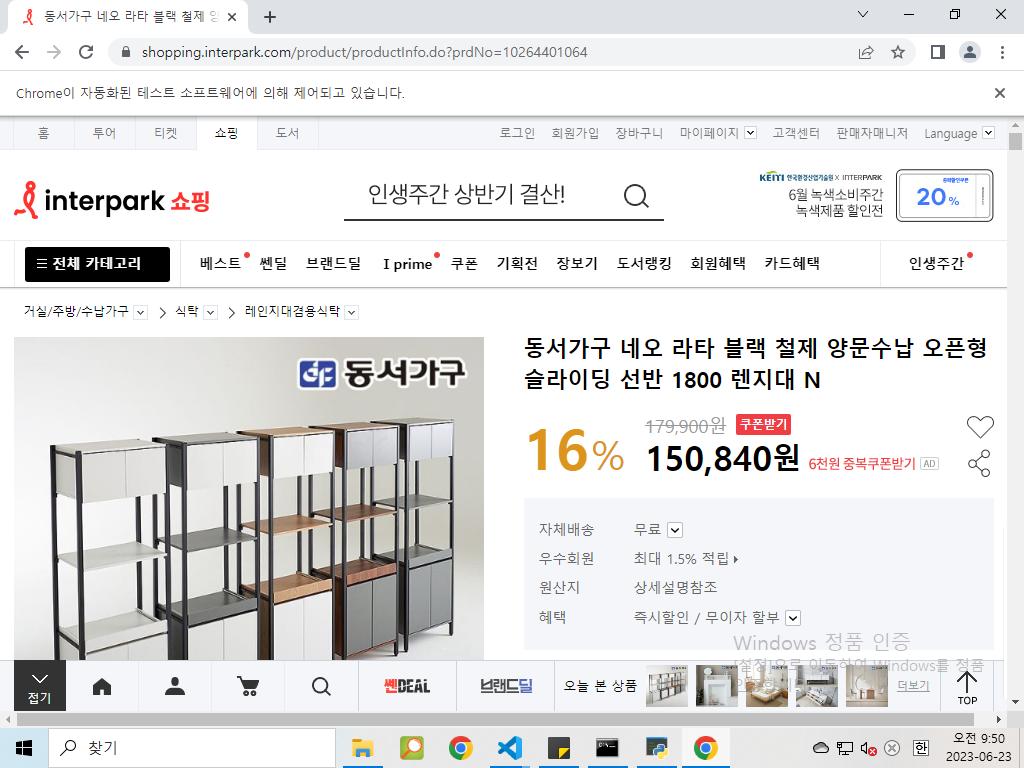 동서가구 네오 라타 블랙 철제 양
shopping.interpark.com/product/productInfo.do?prdNo=10264401064
Chrome이 자동화된 테스트 소프트웨어에 의해 제어되고 있습니다.
홈 투어 티켓 쇼핑 도서 로그인 회원가입 장바구니 마이페이지 고객센터 판매자매니저 Language
interpark 쇼핑
인생주간 상반기 결산!
KEITI 한국환경산업기술원 X INTERPARK
6월 녹색소비주간
녹색제품 할인전
중복할인쿠폰
20%
전체 카테고리 베스트 쎈딜 브랜드딜 I prime 쿠폰 기획전 장보기 도서랭킹 회원혜택 카드혜택 인생주간
거실/주방/수납가구 식탁 레인지대겸용식탁
동서가구
동서가구 네오 라타 블랙 철제 양문수납 오픈형
슬라이딩 선반 1800 렌지대 N
16%
179,900원 쿠폰받기
150,840원 6천원 중복쿠폰받기 AD
자체배송 무료
우수회원 최대 1.5% 적립
원산지 상세설명참조
혜택 즉시할인 / 무이자 할부
Windows 정품 인증
[설정]으로 이동하여 Windows를 정품
접기
쎈DEAL
브랜드딜
오늘 본 상품
더보기
TOP
찾기
한
오전 9:50
2023-06-23